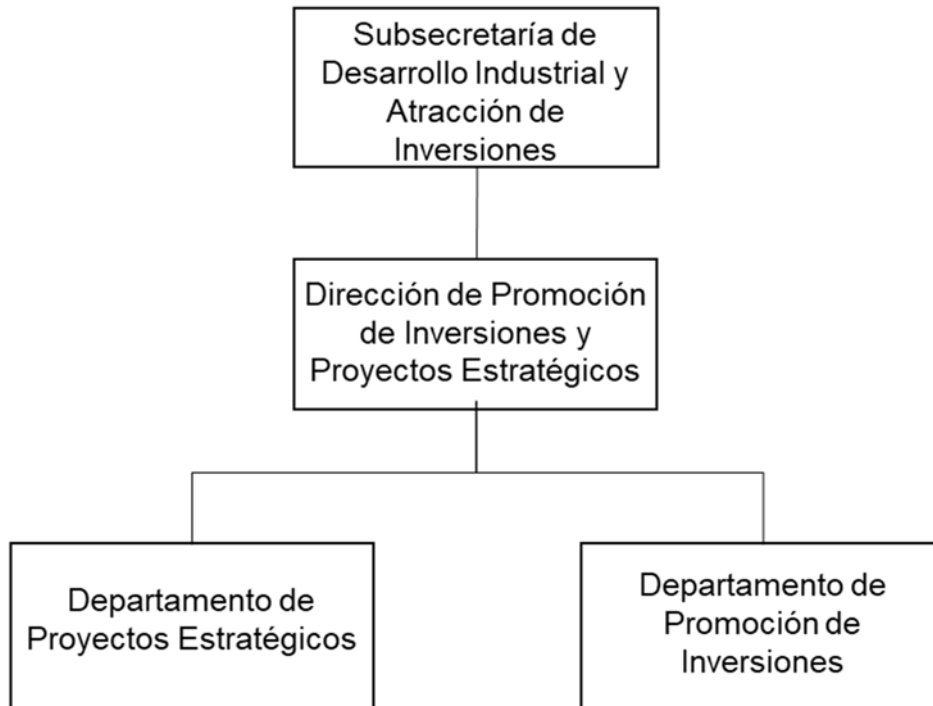 Subsecretaría de
Desarrollo Industrial y
Atracción de
Inversiones
Dirección de Promoción
de Inversiones y
Proyectos Estratégicos
Departamento de
Proyectos Estratégicos
Departamento de
Promoción de
Inversiones